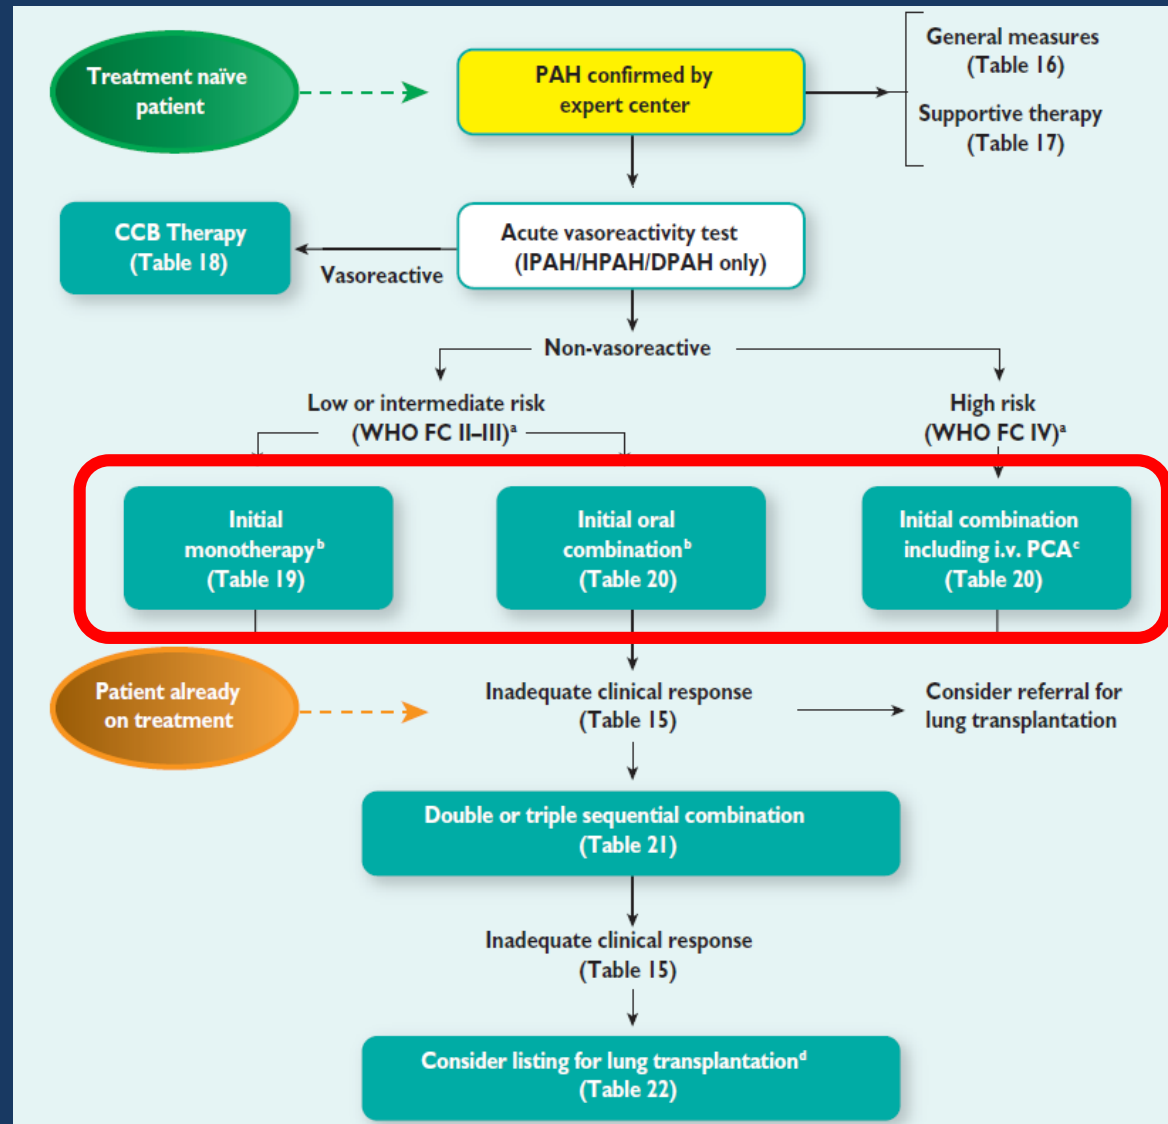 Treatment naïve
patient
PAH confirmed by
expert center
General measures
(Table 16)
Supportive therapy
(Table 17)
CCB Therapy
(Table 18)
Vasoreactive
Acute vasoreactivity test
(IPAH/HPAH/DPAH only)
Non-vasoreactive
Low or intermediate risk
(WHO FC II–III)ᵃ
High risk
(WHO FC IV)ᵃ
Initial
monotherapyᵇ
(Table 19)
Initial oral
combinationᵇ
(Table 20)
Initial combination
including i.v. PCAᶜ
(Table 20)
Patient already
on treatment
Inadequate clinical response
(Table 15)
Consider referral for
lung transplantation
Double or triple sequential combination
(Table 21)
Inadequate clinical response
(Table 15)
Consider listing for lung transplantationᵈ
(Table 22)